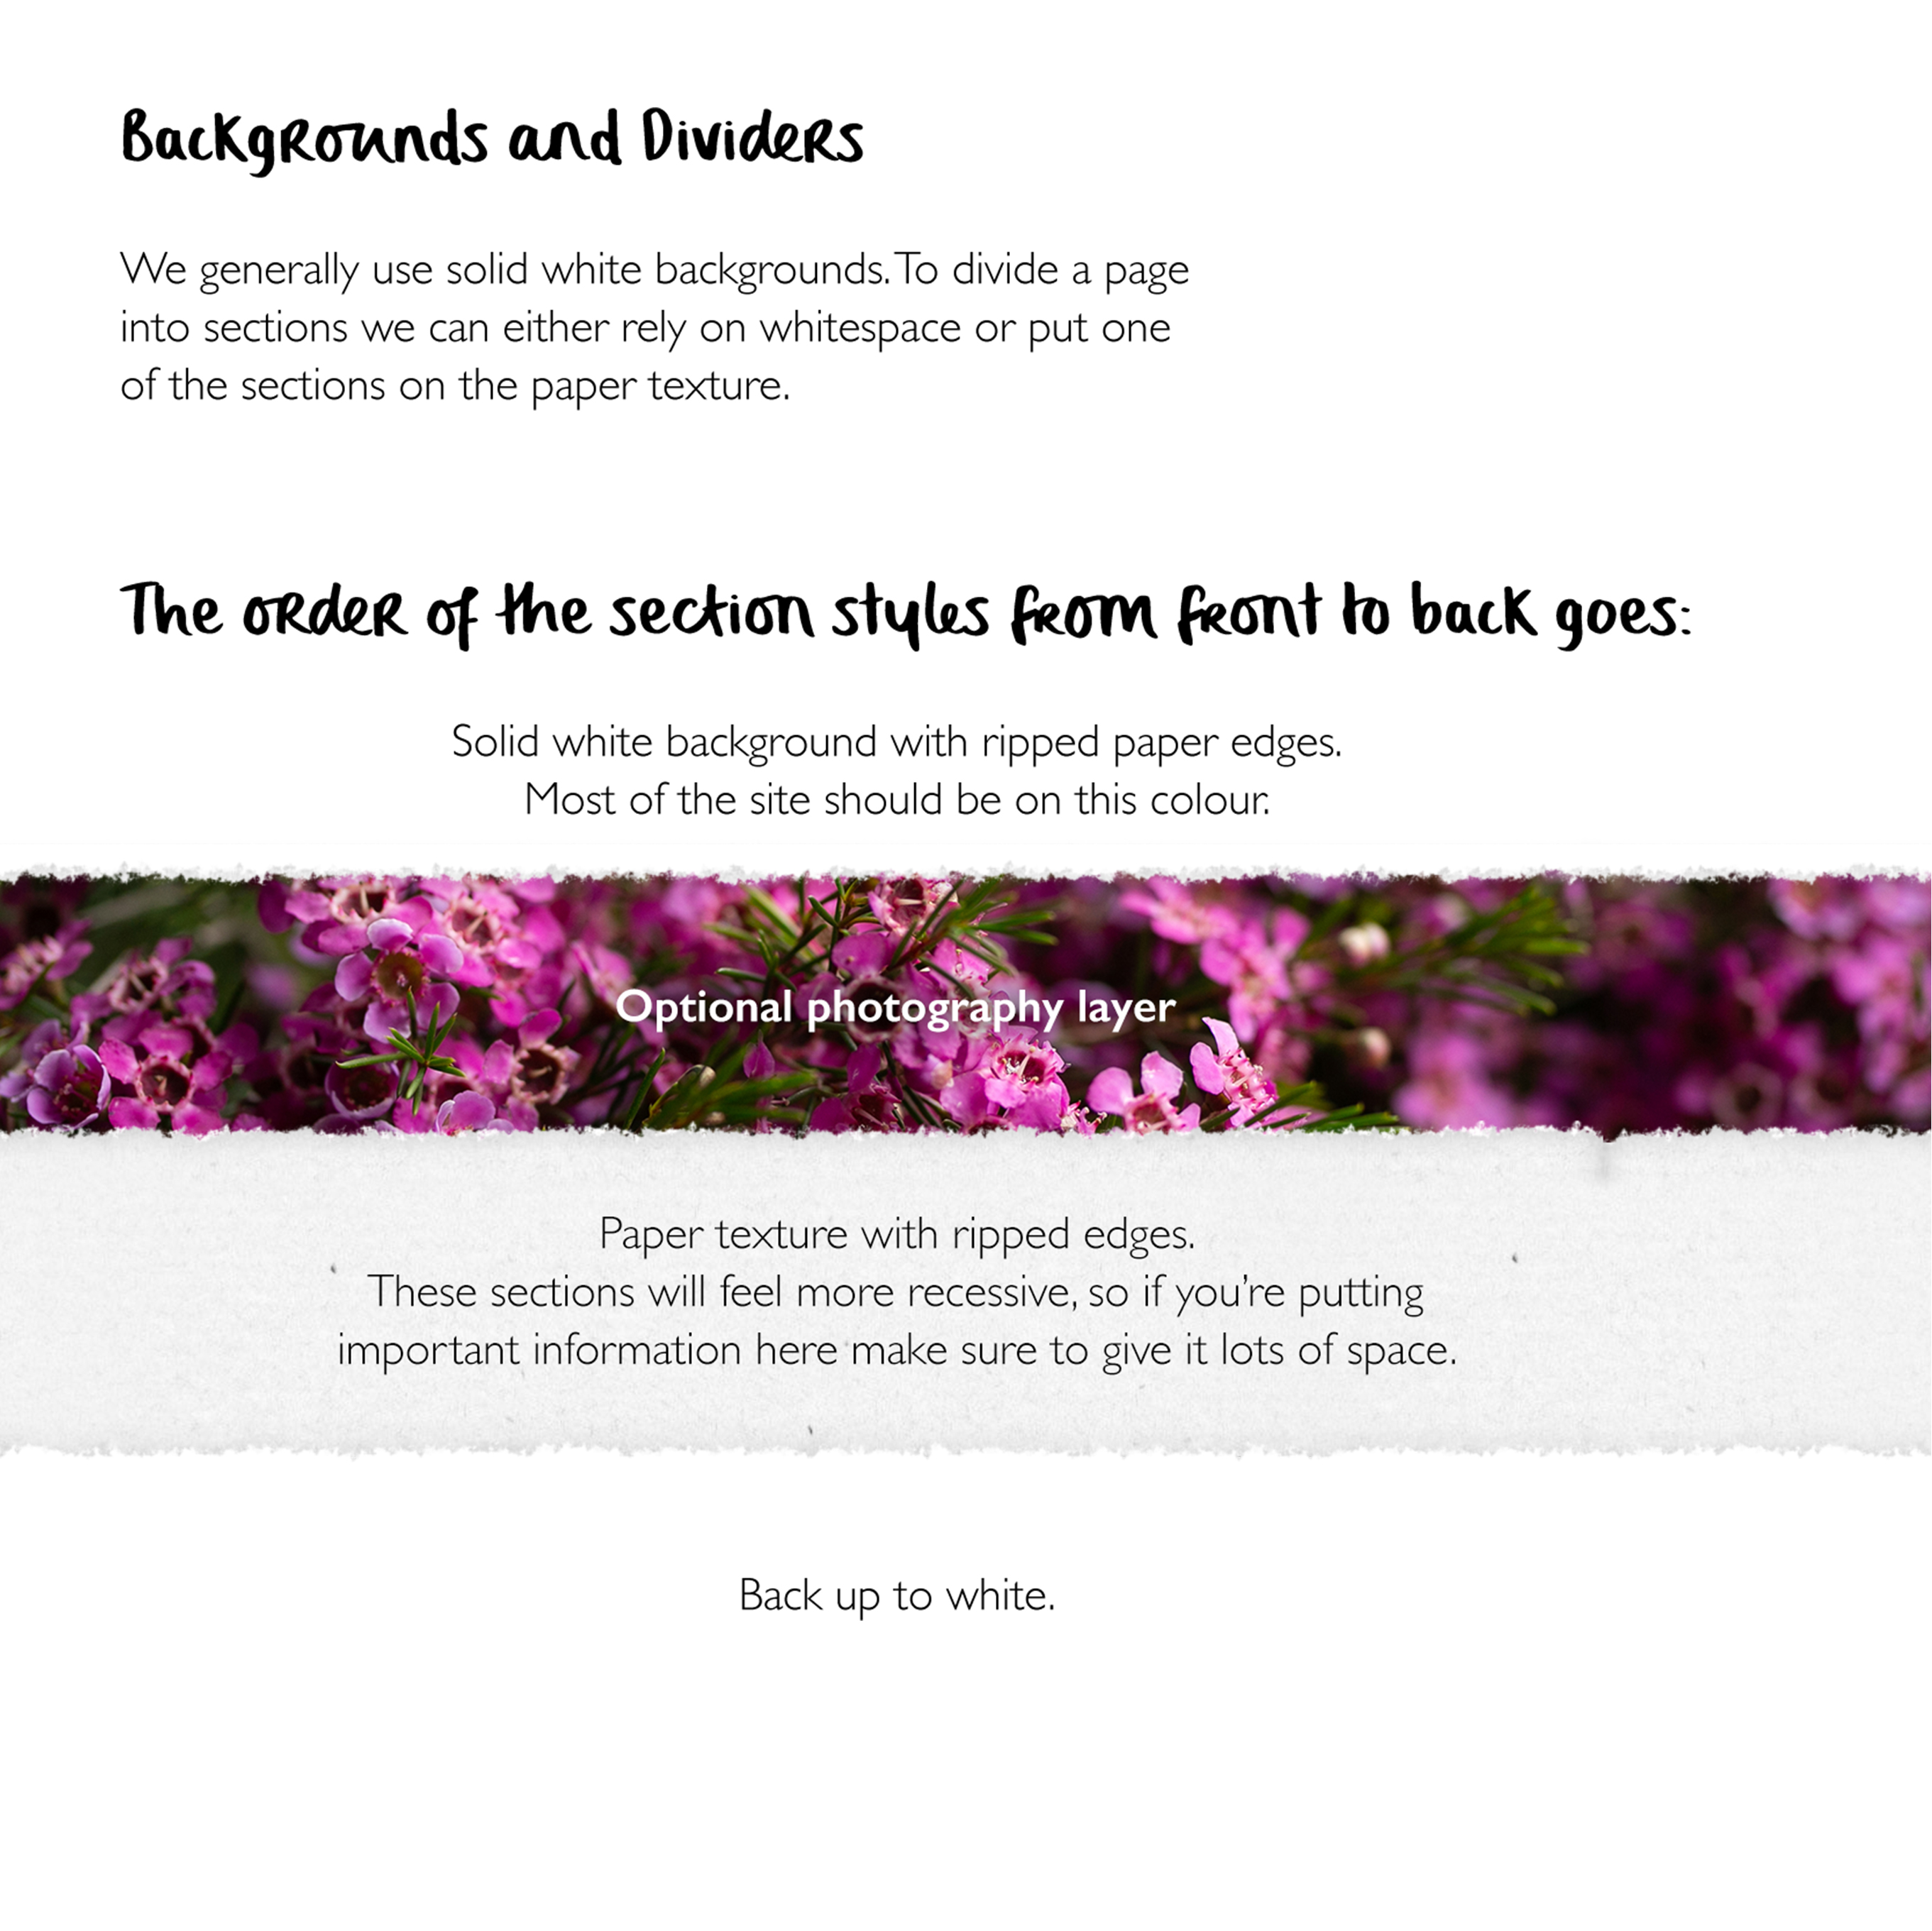 Backgrounds and Dividers
We generally use solid white backgrounds. To divide a page
into sections we can either rely on whitespace or put one
of the sections on the paper texture.
The order of the section styles from front to back goes:
Solid white background with ripped paper edges.
Most of the site should be on this colour.
Optional photography layer
Paper texture with ripped edges.
These sections will feel more recessive, so if you’re putting
important information here make sure to give it lots of space.
Back up to white.